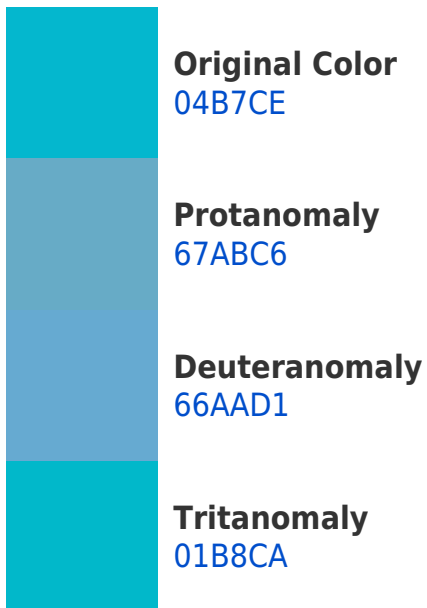 Original Color
04B7CE
Protanomaly
67ABC6
Deuteranomaly
66AAD1
Tritanomaly
01B8CA